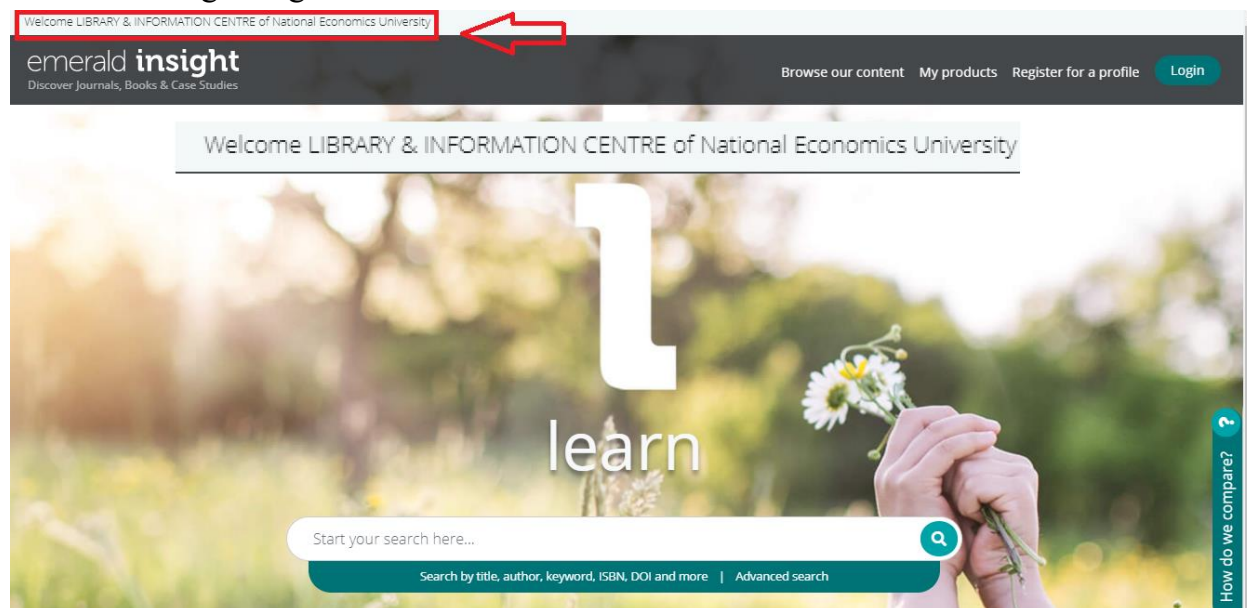 Welcome LIBRARY & INFORMATION CENTRE of National Economics University
emerald insight
Discover Journals, Books & Case Studies
Browse our content My products Register for a profile Login
Welcome LIBRARY & INFORMATION CENTRE of National Economics University
l
learn
Start your search here...
Search by title, author, keyword, ISBN, DOI and more | Advanced search
How do we compare? ?